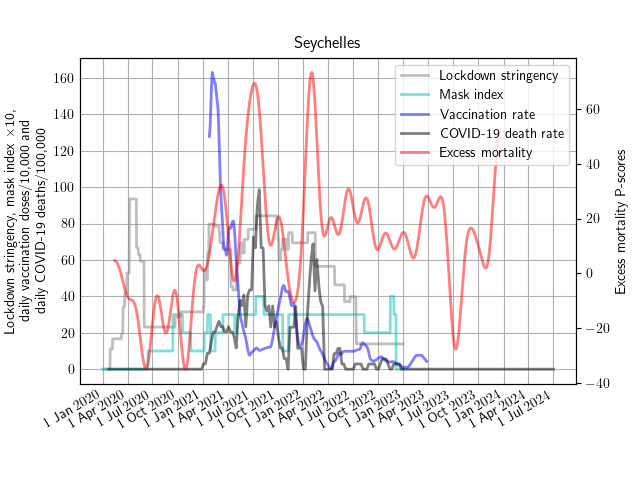 Seychelles
Lockdown stringency, mask index ×10,
daily vaccination doses/10,000 and
daily COVID-19 deaths/100,000
160
140
120
100
80
60
40
20
0
Lockdown stringency
Mask index
Vaccination rate
COVID-19 death rate
Excess mortality
60
40
20
0
−20
−40
Excess mortality P-scores
1 Jan 2020
1 Apr 2020
1 Jul 2020
1 Oct 2020
1 Jan 2021
1 Apr 2021
1 Jul 2021
1 Oct 2021
1 Jan 2022
1 Apr 2022
1 Jul 2022
1 Oct 2022
1 Jan 2023
1 Apr 2023
1 Jul 2023
1 Oct 2023
1 Jan 2024
1 Apr 2024
1 Jul 2024